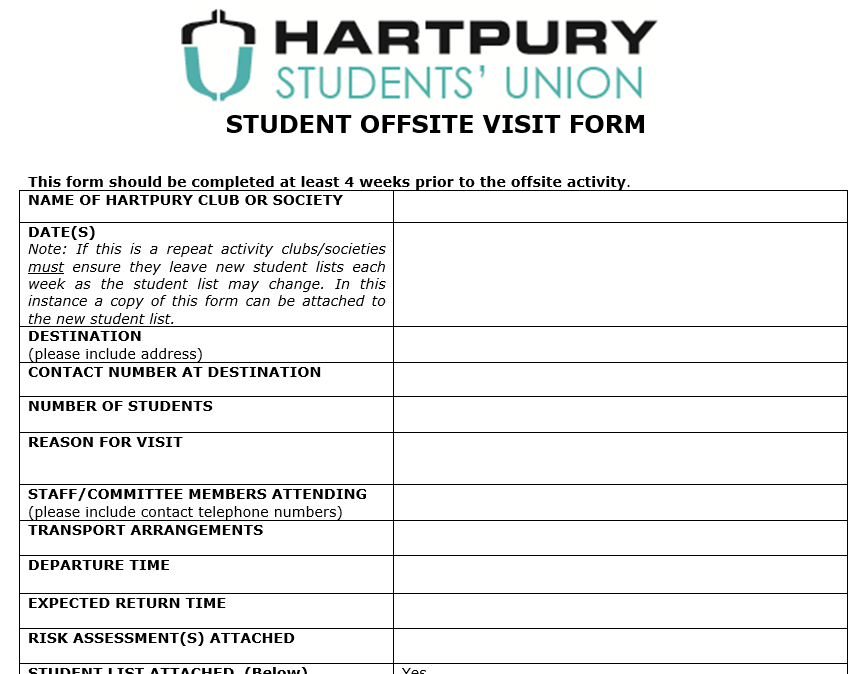 HARTPURY
STUDENTS' UNION
STUDENT OFFSITE VISIT FORM
This form should be completed at least 4 weeks prior to the offsite activity.
NAME OF HARTPURY CLUB OR SOCIETY
DATE(S)
Note: If this is a repeat activity clubs/societies
must ensure they leave new student lists each
week as the student list may change. In this
instance a copy of this form can be attached to
the new student list.
DESTINATION
(please include address)
CONTACT NUMBER AT DESTINATION
NUMBER OF STUDENTS
REASON FOR VISIT
STAFF/COMMITTEE MEMBERS ATTENDING
(please include contact telephone numbers)
TRANSPORT ARRANGEMENTS
DEPARTURE TIME
EXPECTED RETURN TIME
RISK ASSESSMENT(S) ATTACHED
STUDENT LIST ATTACHED (Below) Yes